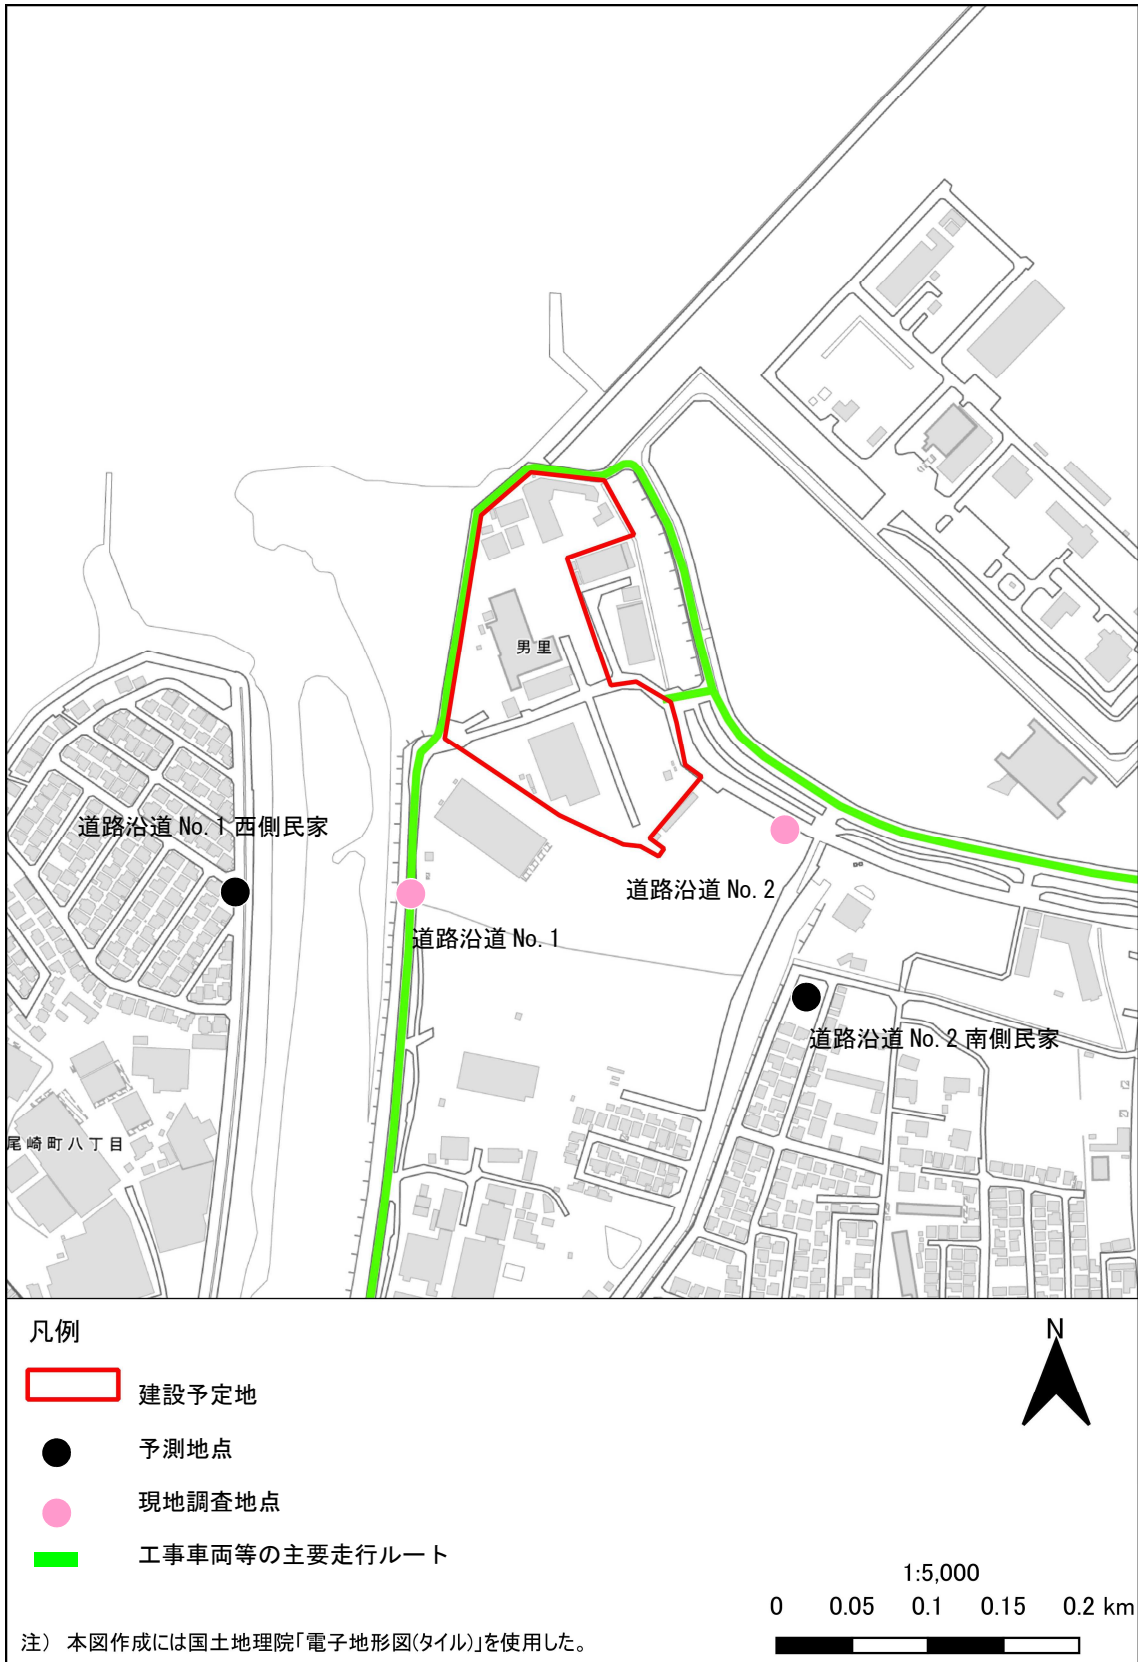 男里
道路沿道 No.1 西側民家
道路沿道 No.2
道路沿道 No.1
道路沿道 No.2 南側民家
尾崎町八丁目
凡例
N
建設予定地
予測地点
現地調査地点
工事車両等の主要走行ルート
1:5,000
0 0.05 0.1 0.15 0.2 km
注) 本図作成には国土地理院「電子地形図(タイル)」を使用した。